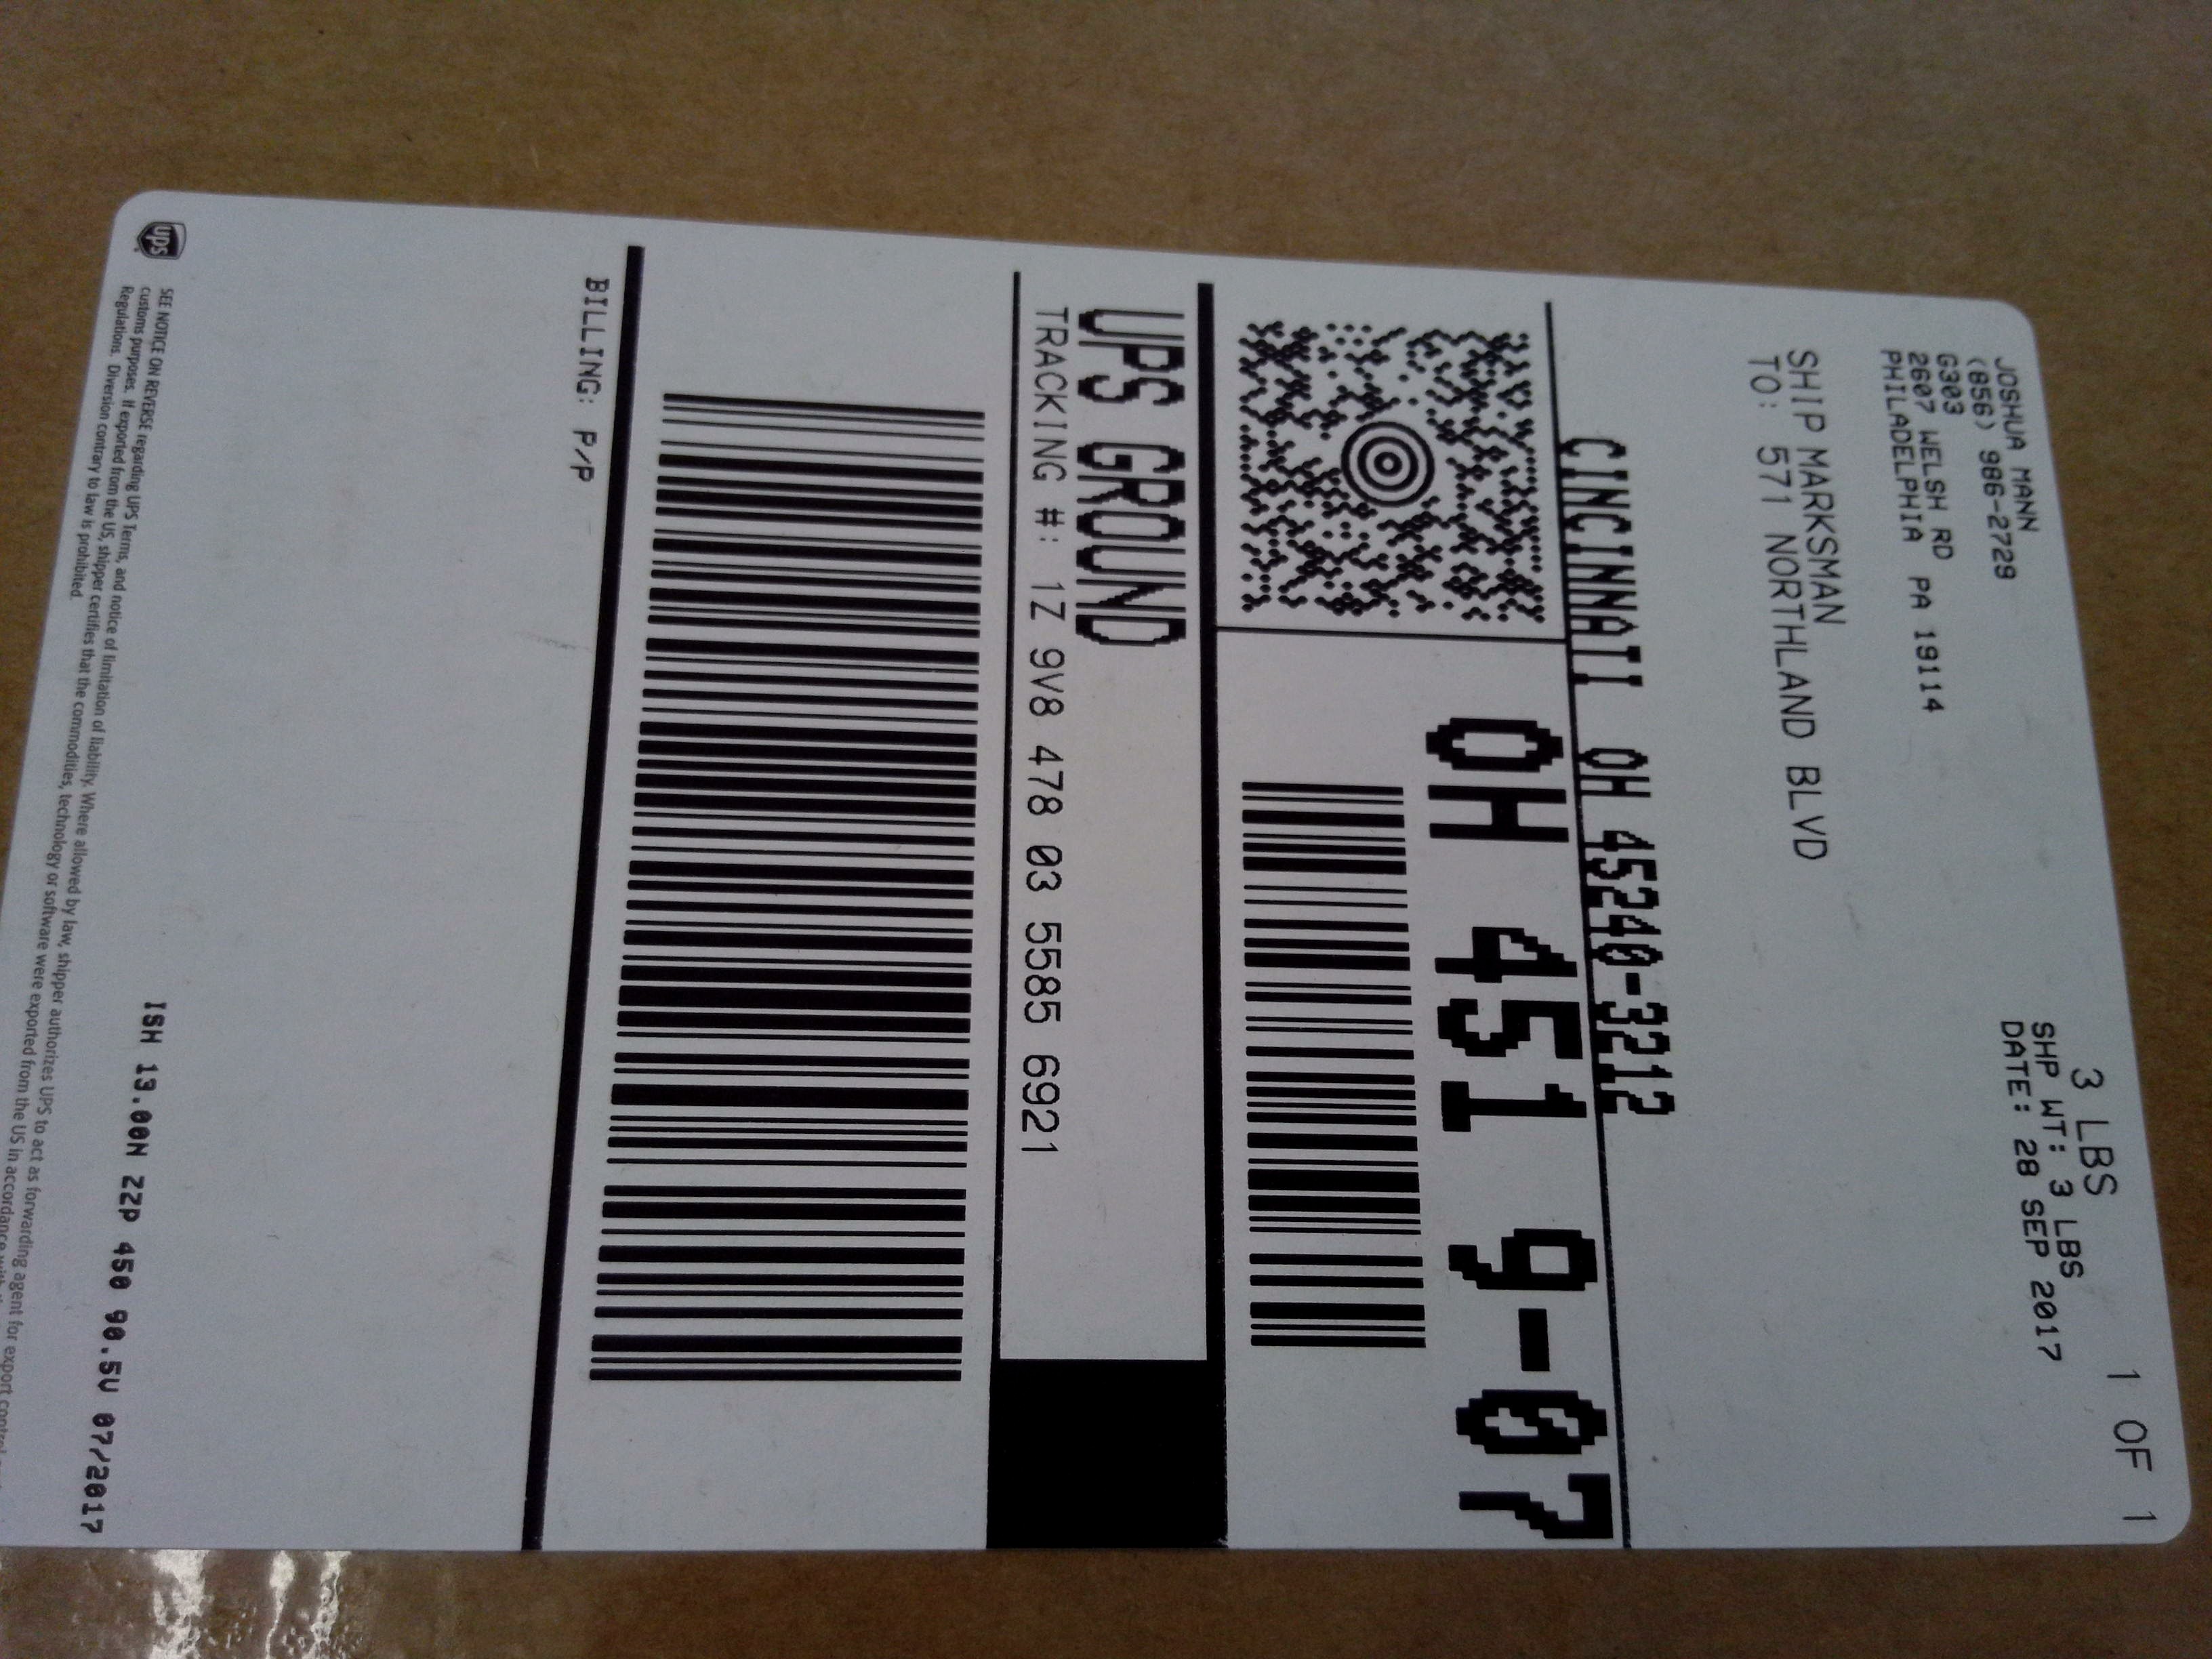 JOSHUA MANN
(856) 986-2729
G303
2607 WELSH RD
PHILADELPHIA PA 19114
3 LBS
1 OF 1
SHP WT: 3 LBS
DATE: 28 SEP 2017
SHIP MARKSMAN
TO: 571 NORTHLAND BLVD
CINCINNATI OH 45240-3212
OH 451 9-07
UPS GROUND
TRACKING #: 1Z 9V8 478 03 5585 6921
BILLING: P/P
ISH 13.00N ZZP 450 90.5U 07/2017
ups
SEE NOTICE ON REVERSE regarding UPS Terms, and notice of limitation of liability. Where allowed by law, shipper authorizes UPS to act as forwarding agent for export control
customs purposes. If exported from the US, shipper certifies that the commodities, technology or software were exported from the US in accordance with
Regulations. Diversion contrary to law is prohibited.